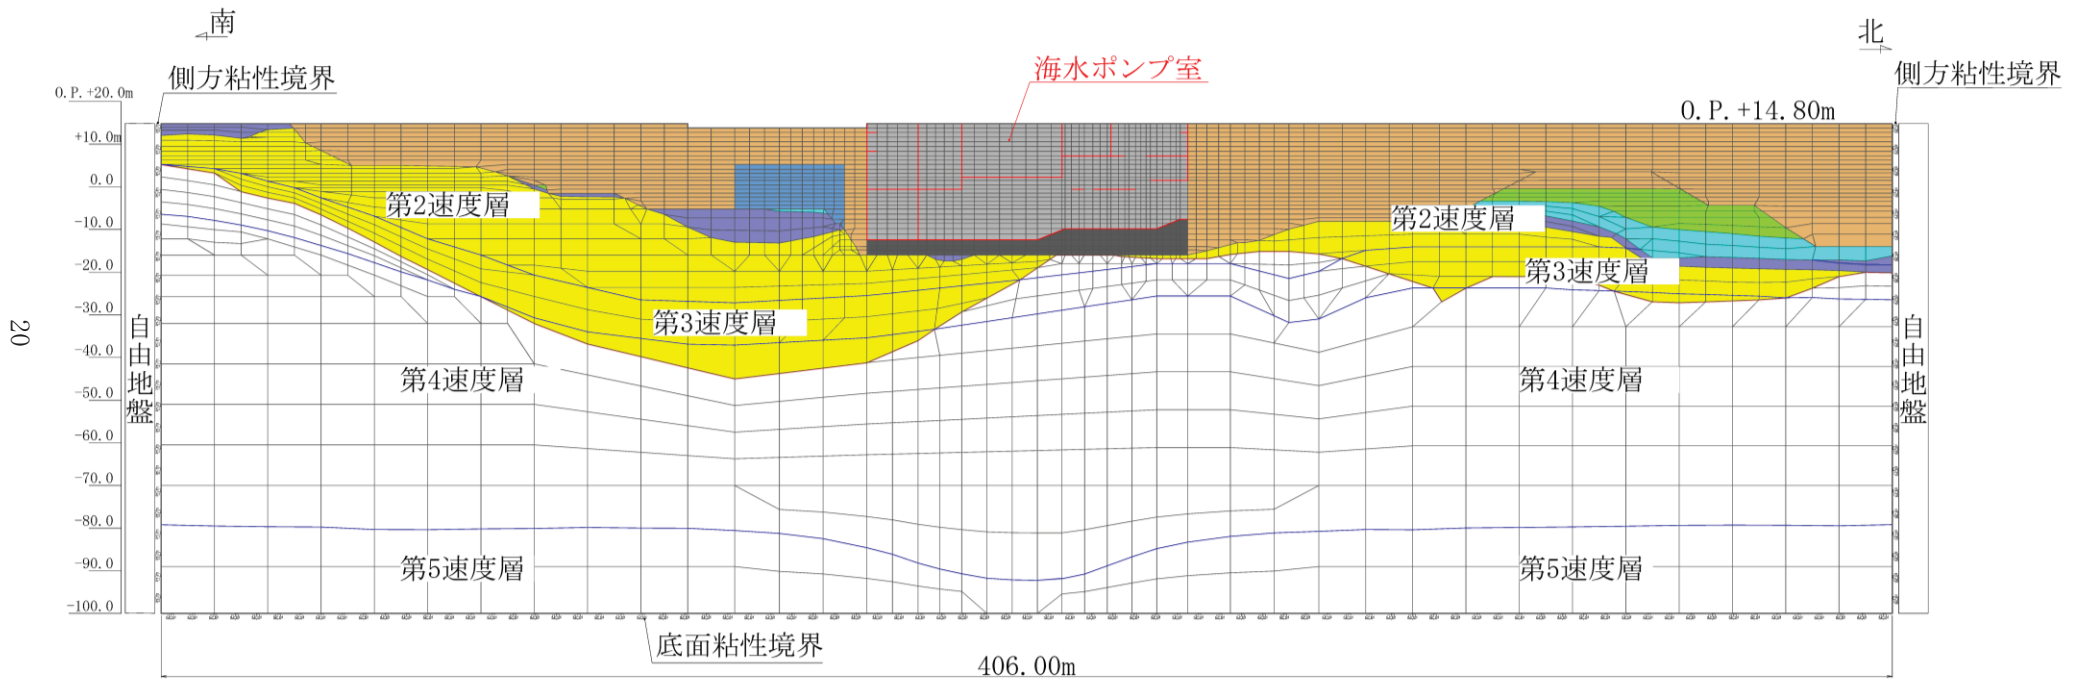 南
北
海水ポンプ室
側方粘性境界
側方粘性境界
O.P.+20.0m
O.P.+14.80m
+10.0m
0.0
第2速度層
第2速度層
-10.0
-20.0
第3速度層
-30.0
第3速度層
20
自由地盤
自由地盤
-40.0
第4速度層
第4速度層
-50.0
-60.0
-70.0
-80.0
-90.0
第5速度層
第5速度層
-100.0
底面粘性境界
406.00m